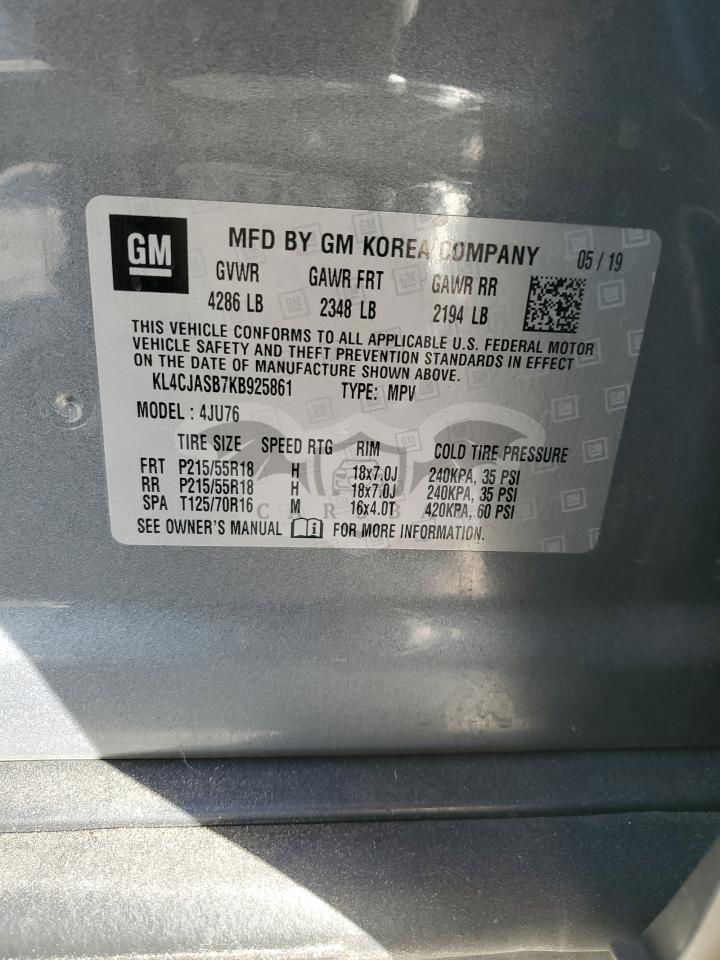 GM
MFD BY GM KOREA COMPANY 05 / 19
GVWR GAWR FRT GAWR RR
4286 LB 2348 LB 2194 LB
THIS VEHICLE CONFORMS TO ALL APPLICABLE U.S. FEDERAL MOTOR
VEHICLE SAFETY AND THEFT PREVENTION STANDARDS IN EFFECT
ON THE DATE OF MANUFACTURE SHOWN ABOVE.
KL4CJASB7KB925861 TYPE: MPV
MODEL : 4JU76
TIRE SIZE SPEED RTG RIM COLD TIRE PRESSURE
FRT P215/55R18 H 18x7.0J 240KPA, 35 PSI
RR P215/55R18 H 18x7.0J 240KPA, 35 PSI
SPA T125/70R16 M 16x4.0T 420KPA, 60 PSI
SEE OWNER'S MANUAL FOR MORE INFORMATION.